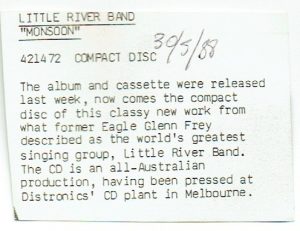 LITTLE RIVER BAND
"MONSOON"
30/5/88
421472 COMPACT DISC
The album and cassette were released
last week, now comes the compact
disc of this classy new work from
what former Eagle Glenn Frey
described as the world's greatest
singing group, Little River Band.
The CD is an all-Australian
production, having been pressed at
Distronics' CD plant in Melbourne.